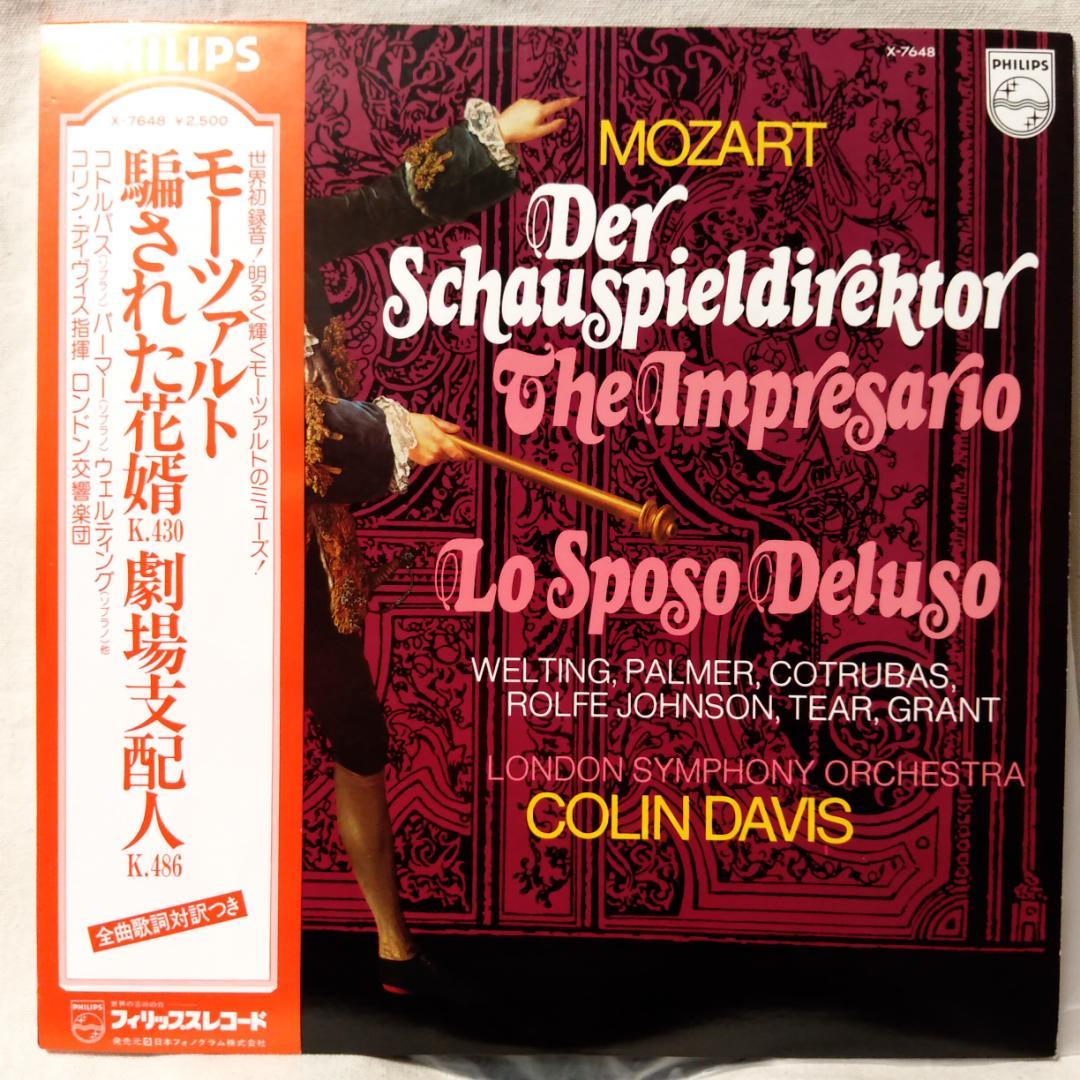 PHILIPS
X-7648 ¥2,500
世界初録音!明るく輝くモーツァルトのミューズ!
モーツァルト
騙された花婿 K.430 劇場支配人 K.486
コトルバス(ソプラノ) パーマー(ソプラノ) ウェルティング(ソプラノ)他
コリン・デイヴィス指揮 ロンドン交響楽団
全曲歌詞対訳つき
PHILIPS
フィリップスレコード
発売元 日本フォノグラム株式会社
X-7648
PHILIPS
MOZART
Der
Schauspieldirektor
The Impresario
Lo Sposo Deluso
WELTING, PALMER, COTRUBAS,
ROLFE JOHNSON, TEAR, GRANT
LONDON SYMPHONY ORCHESTRA
COLIN DAVIS